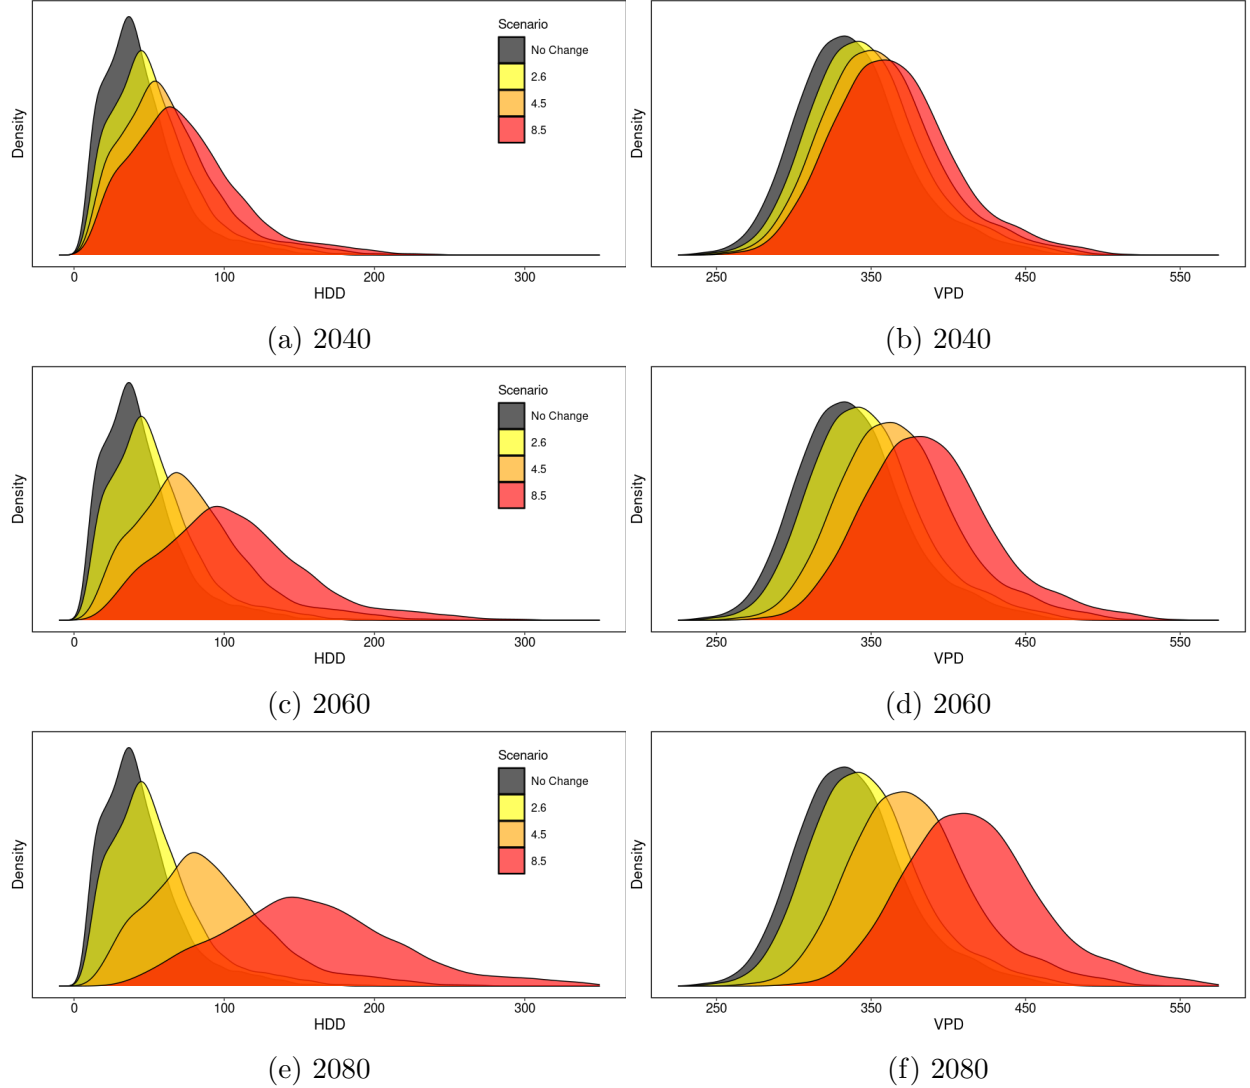 Density
Scenario
No Change
2.6
4.5
8.5
0 100 200 300
HDD
(a) 2040
Density
250 350 450 550
VPD
(b) 2040
Density
Scenario
No Change
2.6
4.5
8.5
0 100 200 300
HDD
(c) 2060
Density
250 350 450 550
VPD
(d) 2060
Density
Scenario
No Change
2.6
4.5
8.5
0 100 200 300
HDD
(e) 2080
Density
250 350 450 550
VPD
(f) 2080